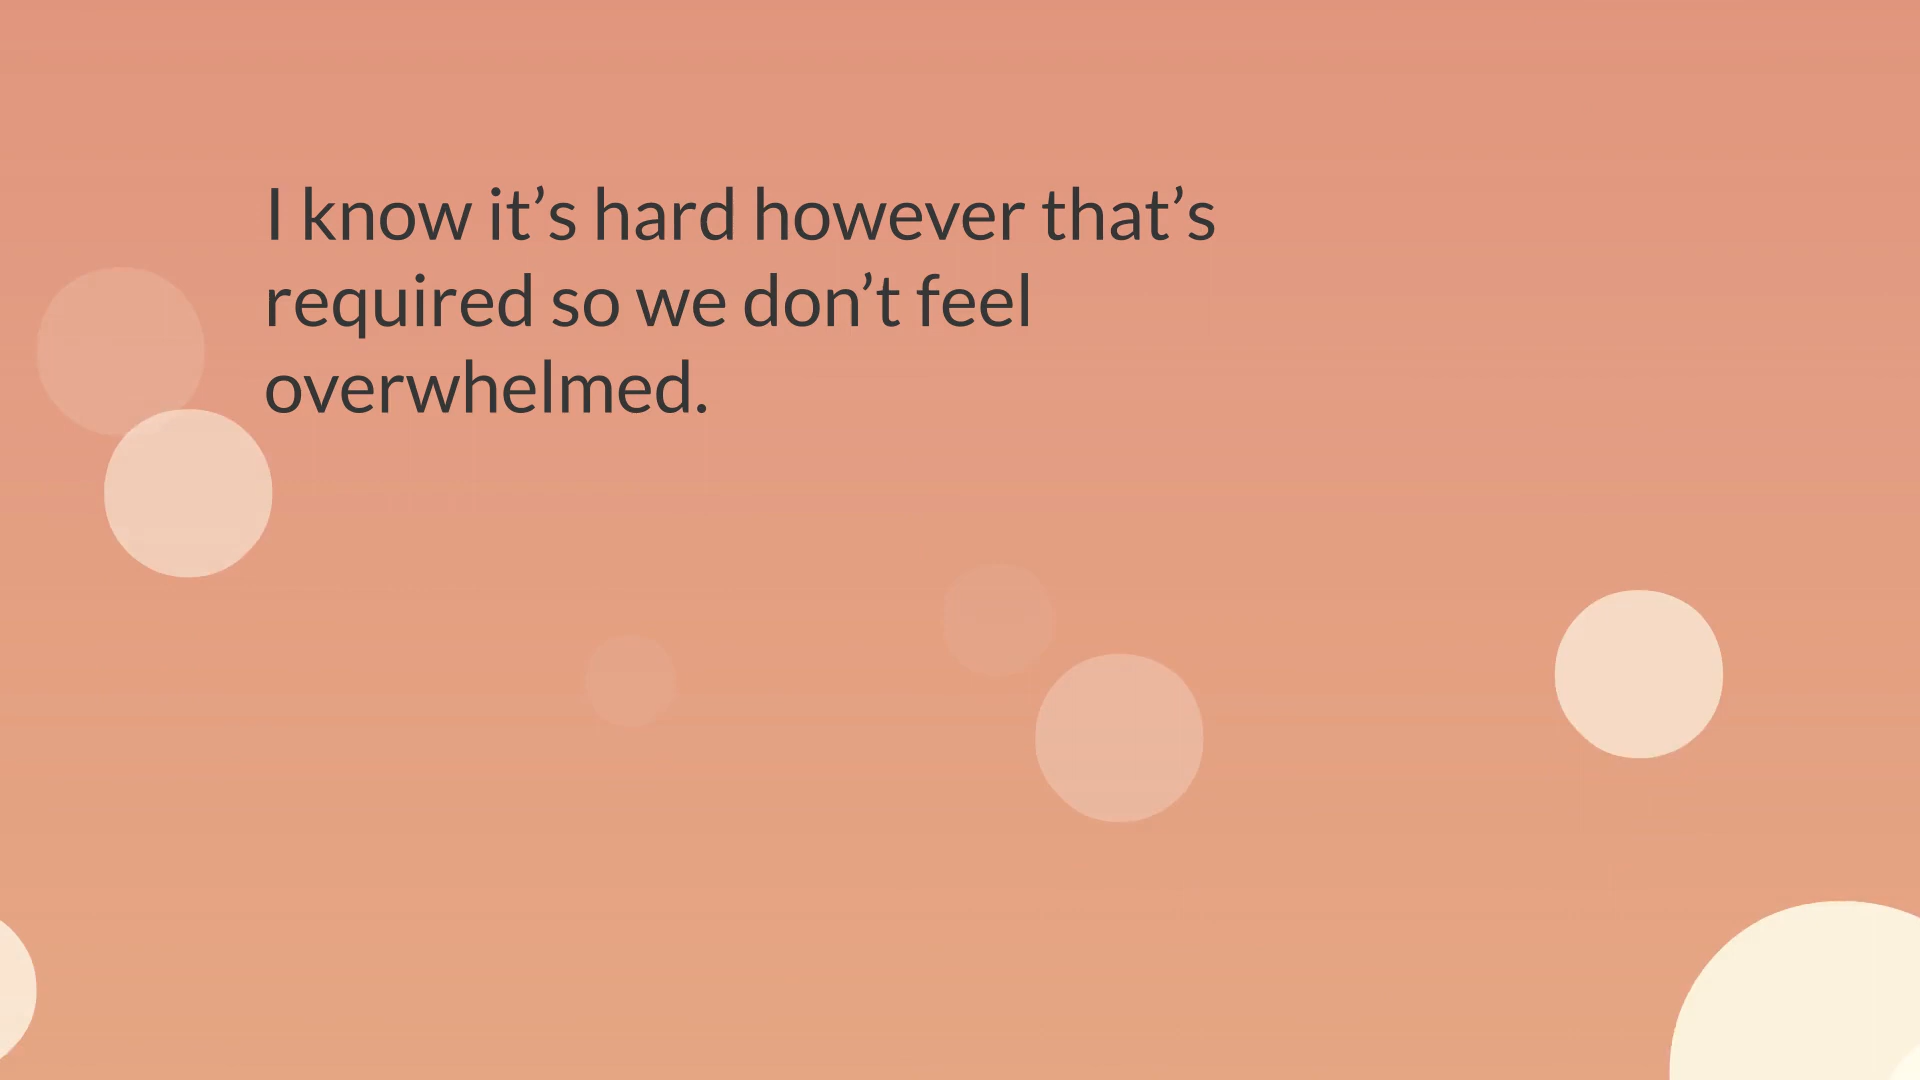 I know it’s hard however that’s
required so we don’t feel
overwhelmed.